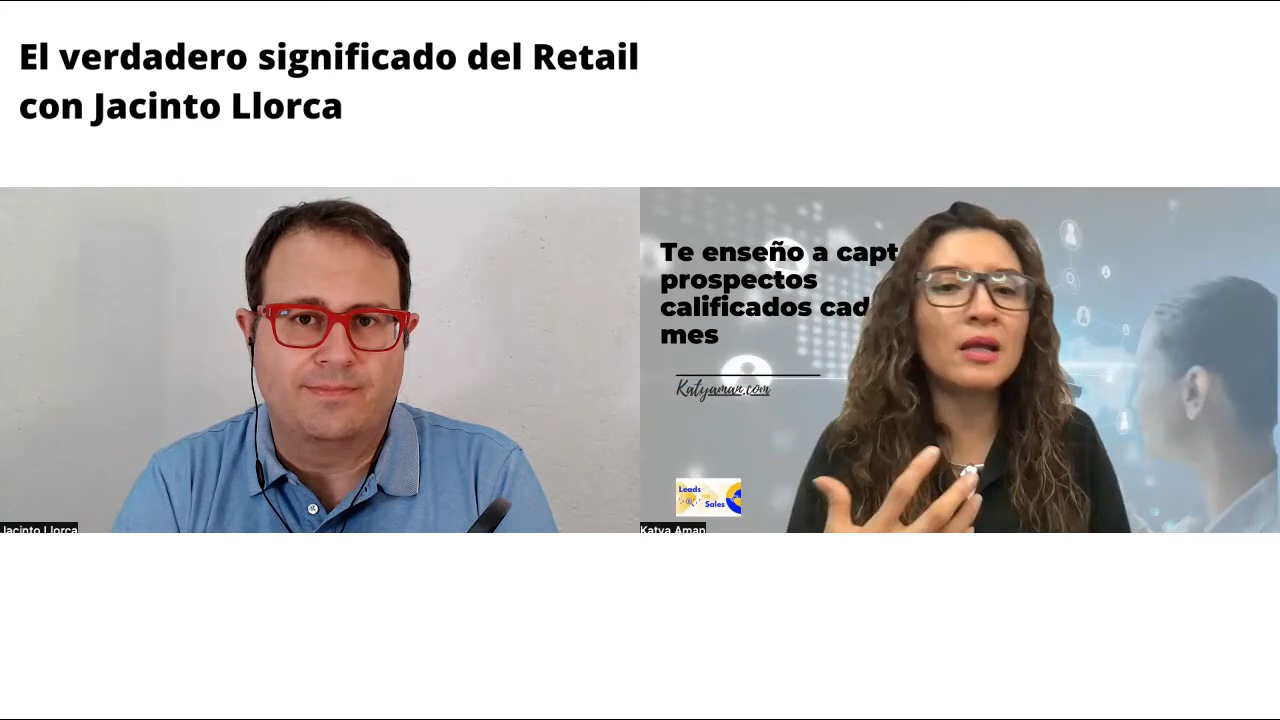 El verdadero significado del Retail
con Jacinto Llorca
Te enseño a capt
prospectos
calificados cad
mes
Katyaman.com
Leads
Sales
Jacinto Llorca
Katya Aman